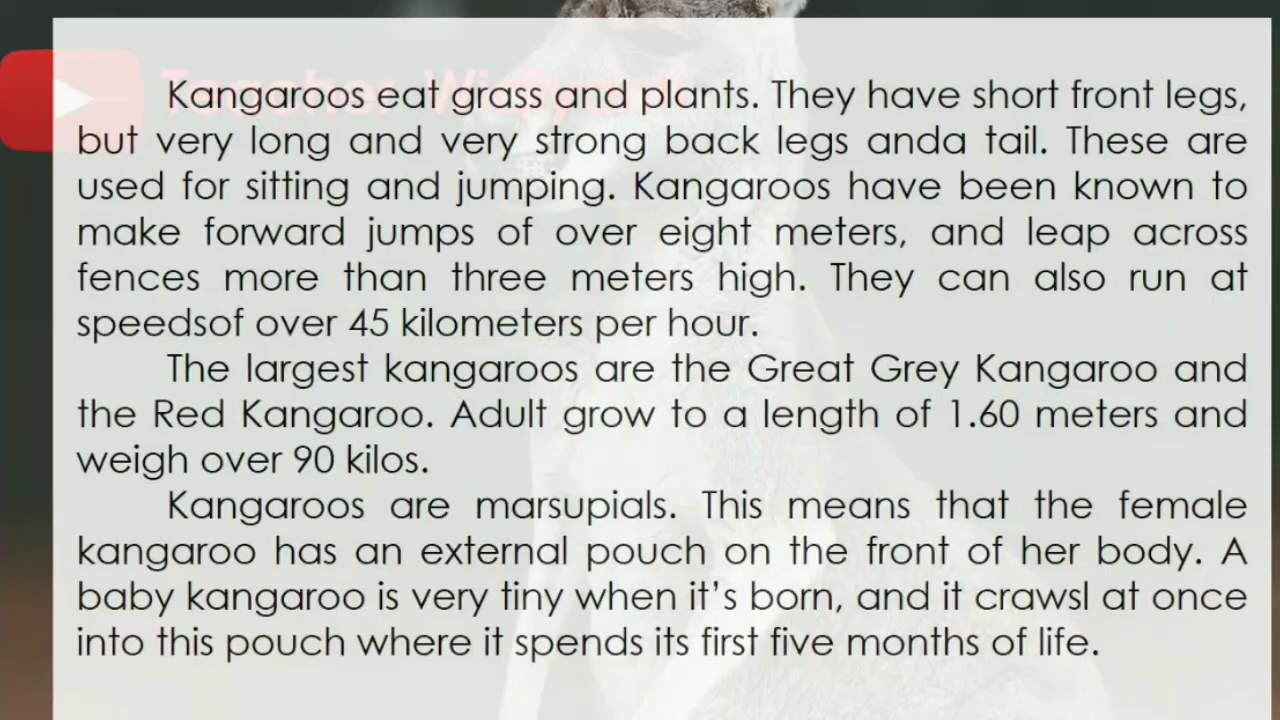 Kangaroos eat grass and plants. They have short front legs,
but very long and very strong back legs anda tail. These are
used for sitting and jumping. Kangaroos have been known to
make forward jumps of over eight meters, and leap across
fences more than three meters high. They can also run at
speedsof over 45 kilometers per hour.
The largest kangaroos are the Great Grey Kangaroo and
the Red Kangaroo. Adult grow to a length of 1.60 meters and
weigh over 90 kilos.
Kangaroos are marsupials. This means that the female
kangaroo has an external pouch on the front of her body. A
baby kangaroo is very tiny when it's born, and it crawsl at once
into this pouch where it spends its first five months of life.